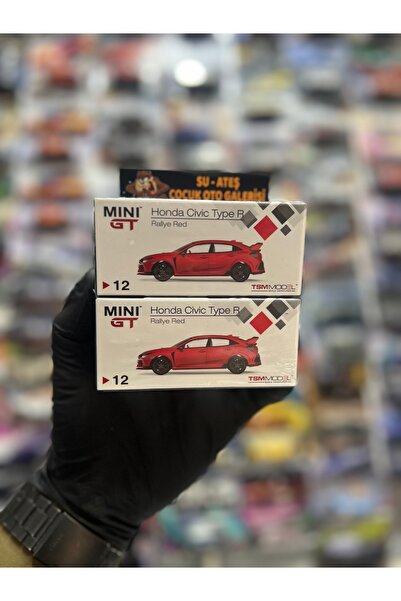 SU - ATEŞ
ÇOCUK OTO GALERİSİ
MINI GT
Honda Civic Type R
Rallye Red
12
TSMMODEL
MINI GT
Honda Civic Type R
Rallye Red
12
TSMMODEL